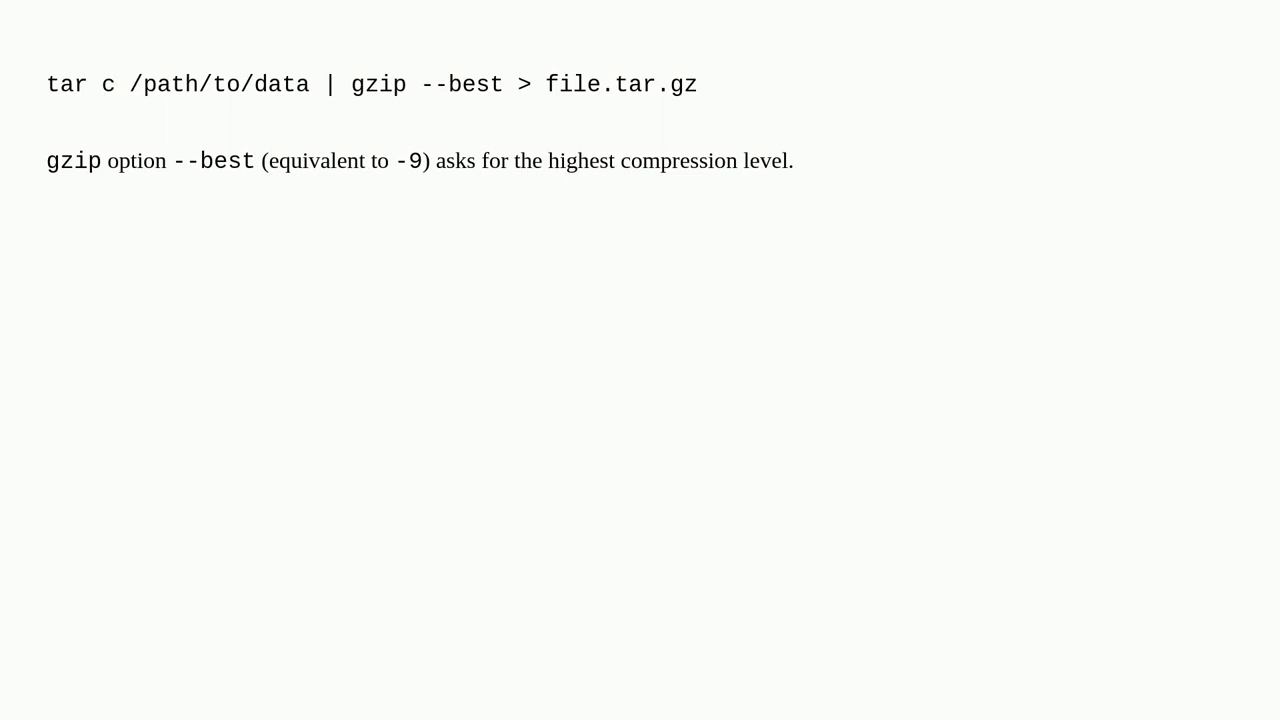 tar c /path/to/data | gzip --best > file.tar.gz
gzip option --best (equivalent to -9) asks for the highest compression level.